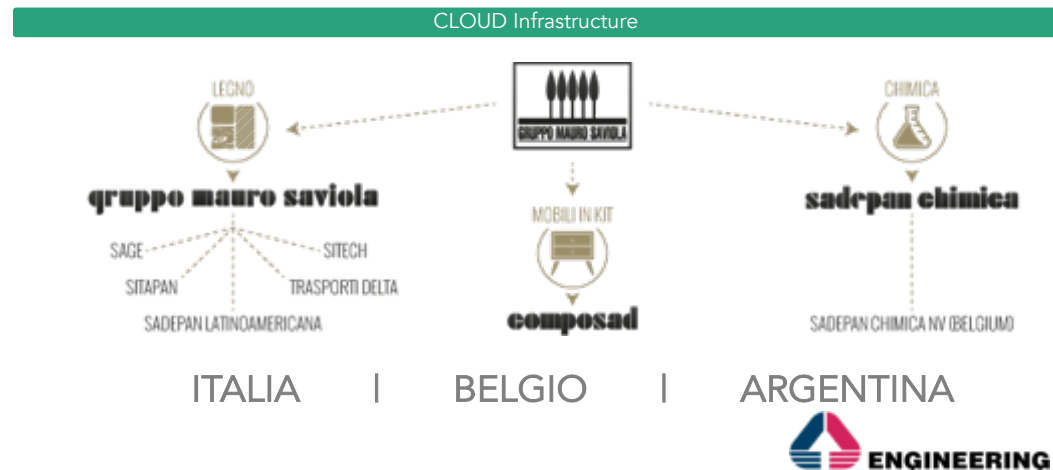 CLOUD Infrastructure
LEGNO
CHIMICA
GRUPPO MAURO SAVIOLA
gruppo mauro saviola
sadepan chimica
MOBILI IN KIT
SAGE
SITECH
SITAPAN
TRASPORTI DELTA
SADEPAN LATINOAMERICANA
composad
SADEPAN CHIMICA NV (BELGIUM)
ITALIA | BELGIO | ARGENTINA
ENGINEERING